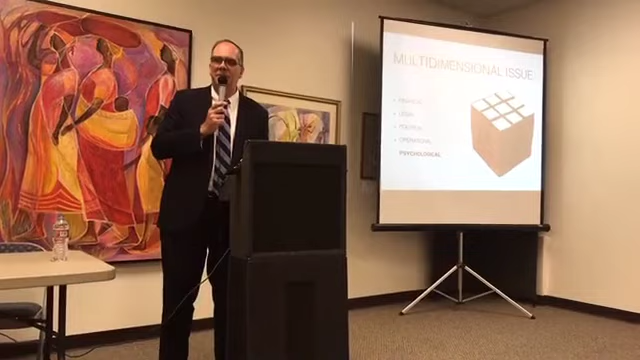 MULTIDIMENSIONAL ISSUE
FINANCIAL
LEGAL
POLITICAL
OPERATIONAL
PSYCHOLOGICAL